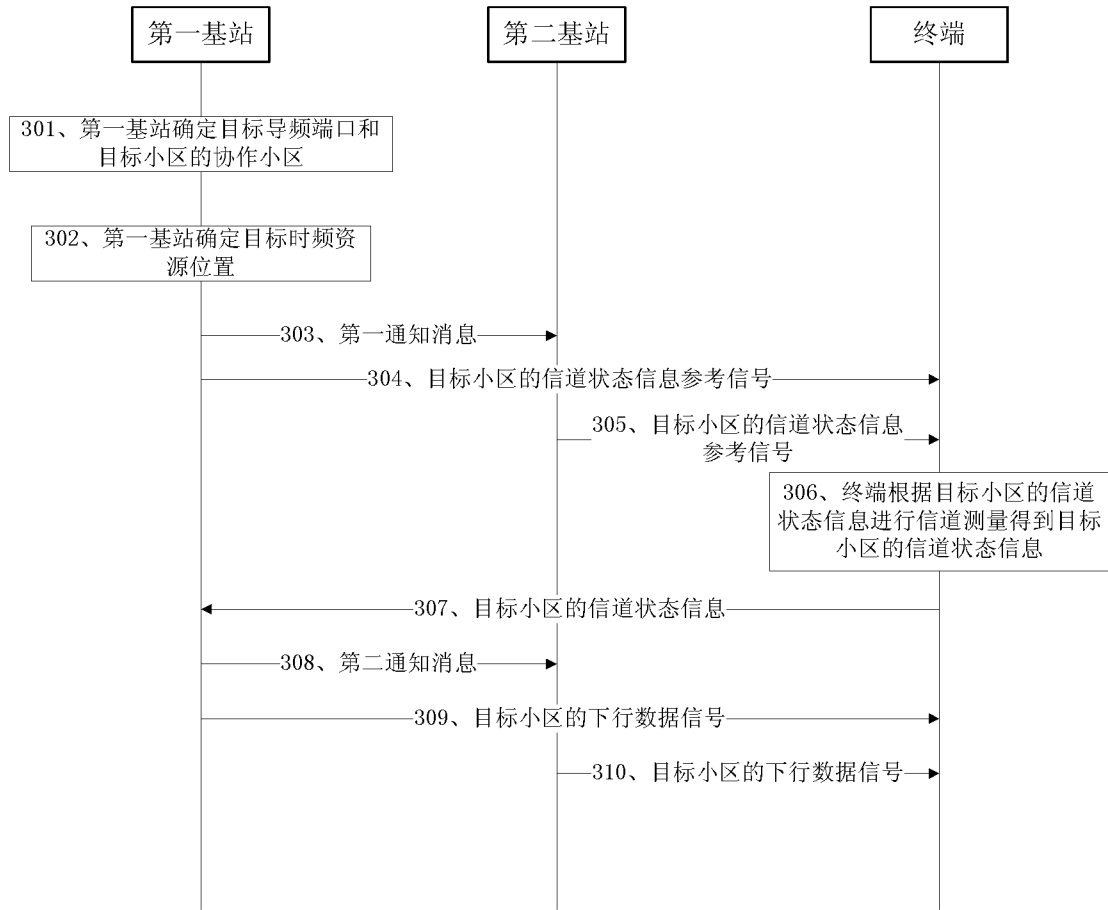 第一基站
第二基站
终端
301、第一基站确定目标导频端口和
目标小区的协作小区
302、第一基站确定目标时频资
源位置
303、第一通知消息
304、目标小区的信道状态信息参考信号
305、目标小区的信道状态信息
参考信号
306、终端根据目标小区的信道
状态信息进行信道测量得到目标
小区的信道状态信息
307、目标小区的信道状态信息
308、第二通知消息
309、目标小区的下行数据信号
310、目标小区的下行数据信号